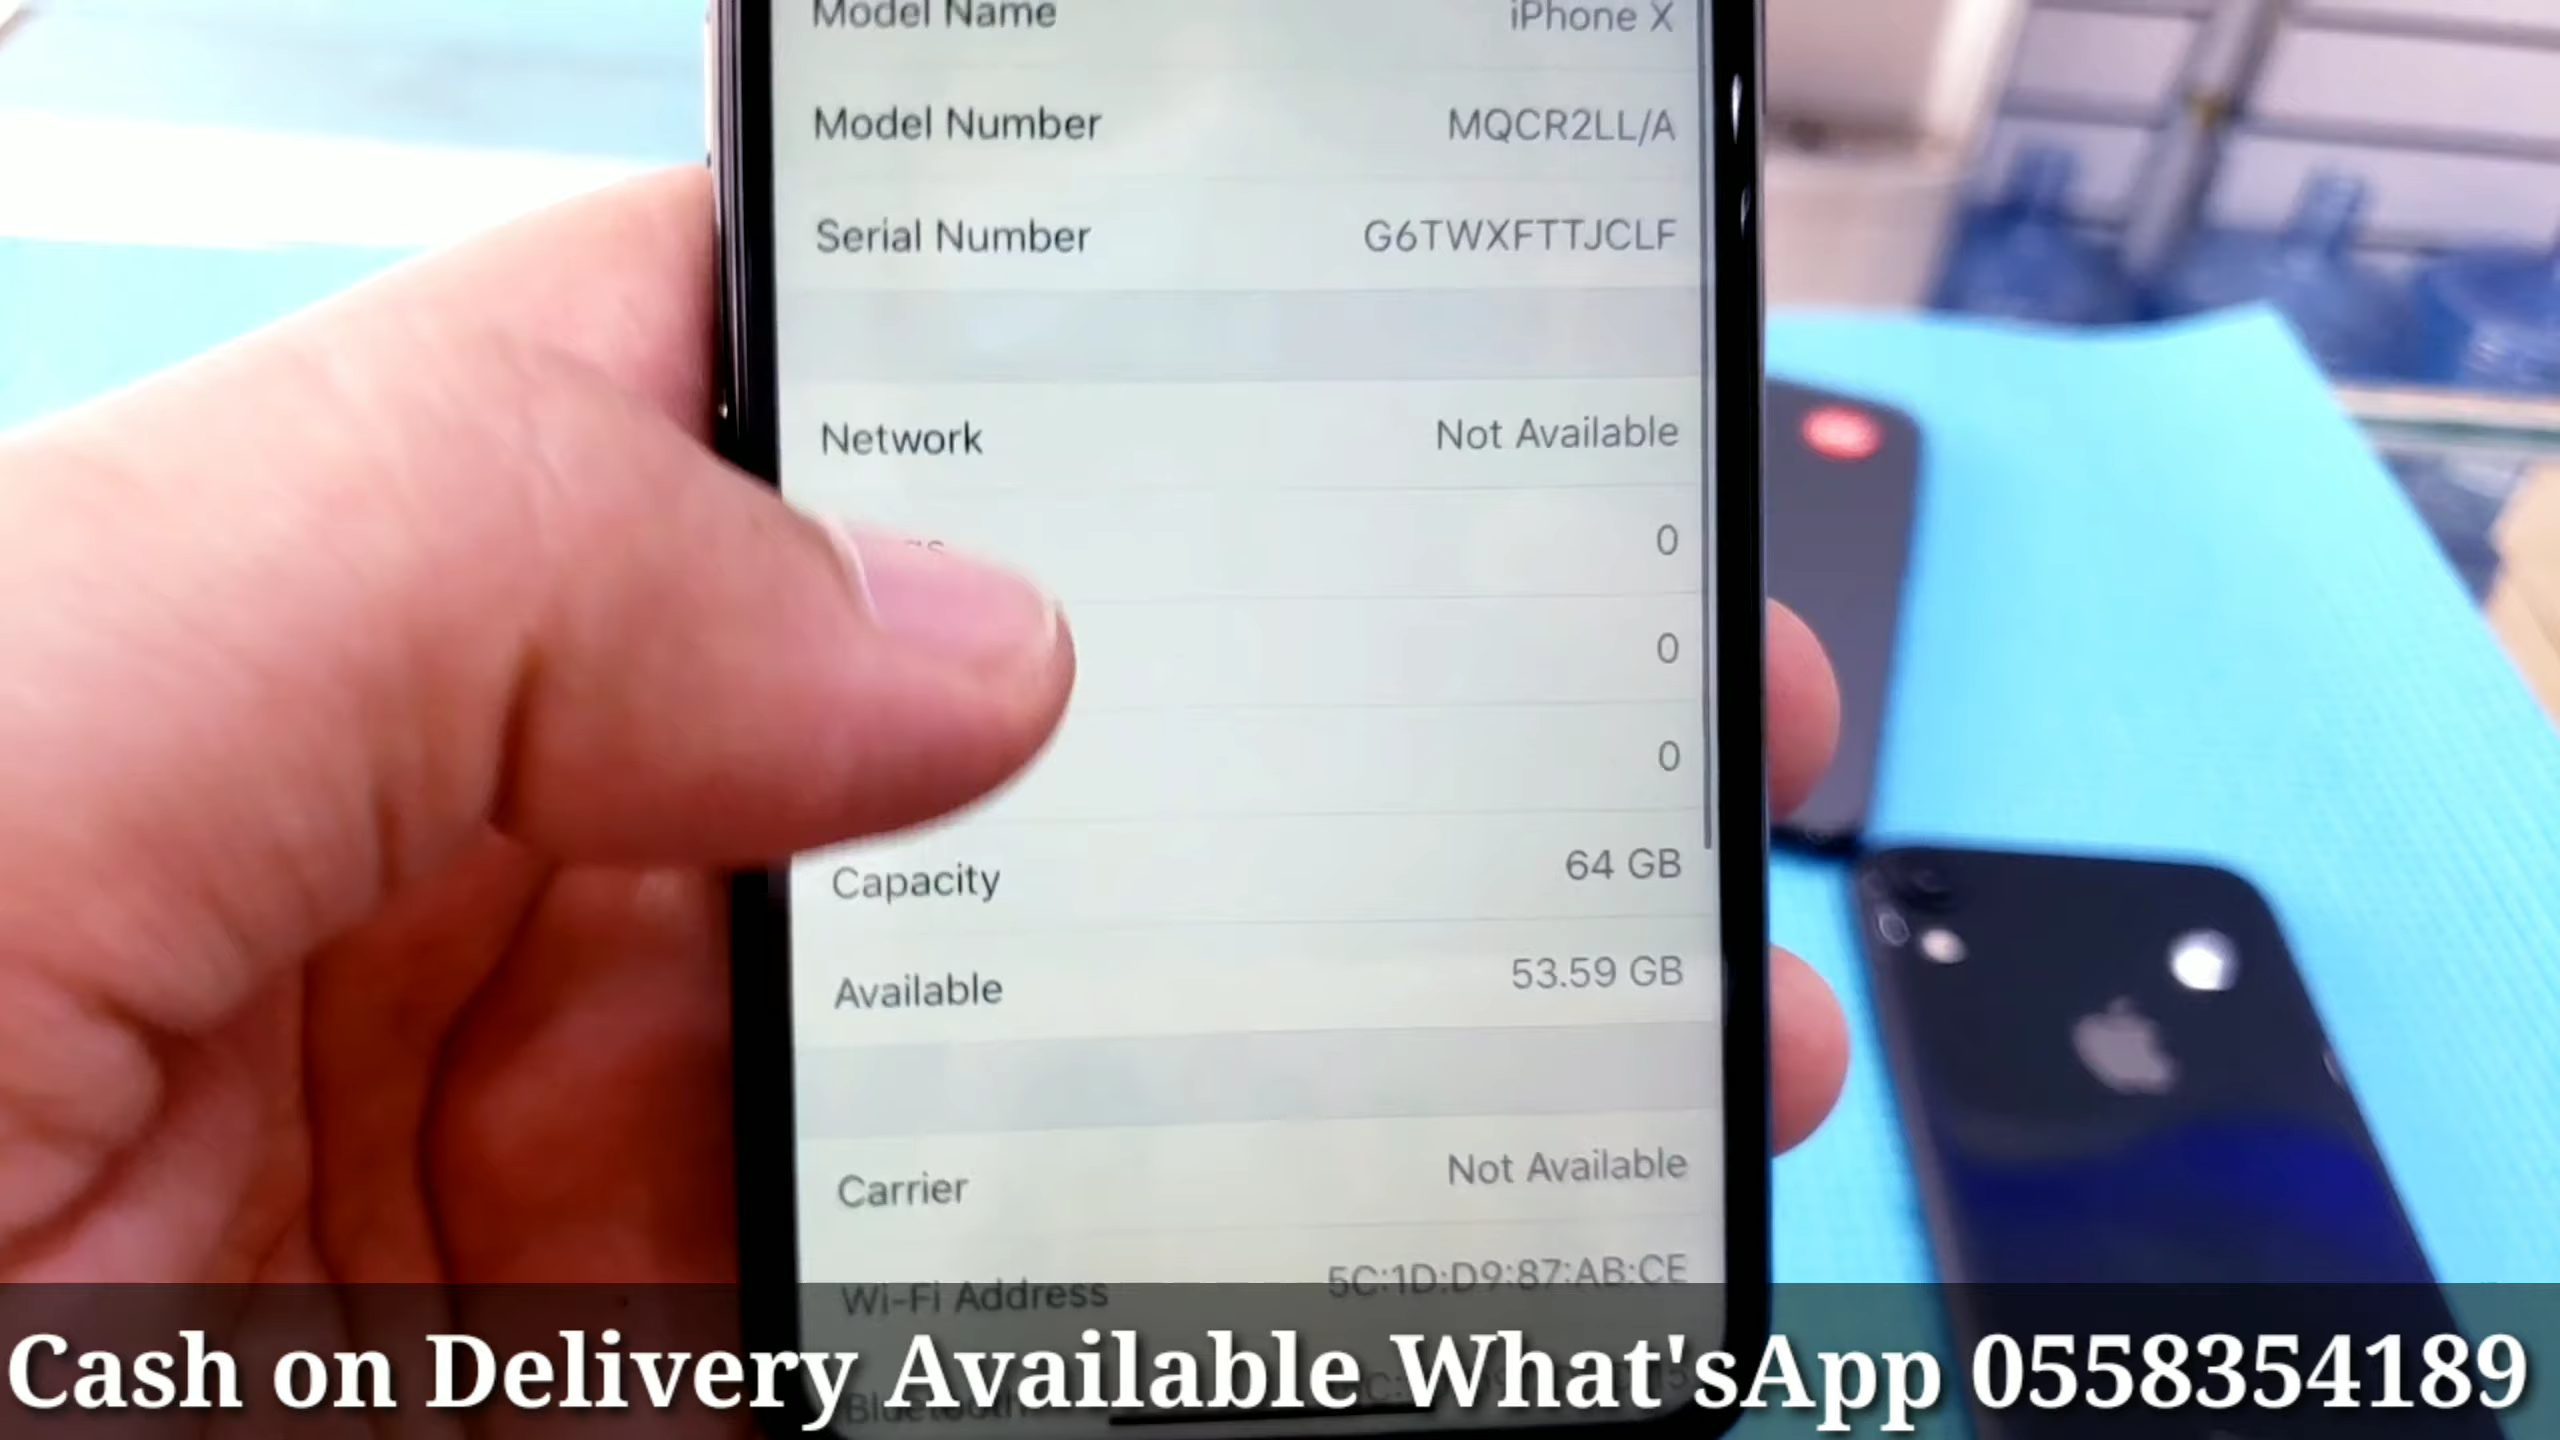 Model Name iPhone X
Model Number MQCR2LL/A
Serial Number G6TWXFTTJCLF
Network Not Available
0
0
0
Capacity 64 GB
Available 53.59 GB
Carrier Not Available
Wi-Fi Address 5C:1D:D9:87:AB:CE
Bluetooth
Cash on Delivery Available What'sApp 0558354189